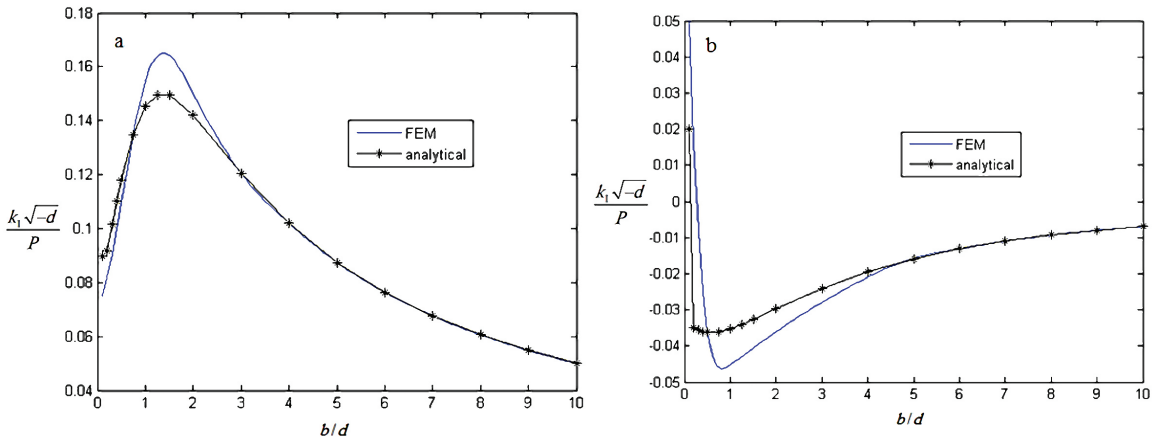 a
0.18
0.16
0.14
0.12
0.1
0.08
0.06
0.04
k₁√-d
P
FEM
analytical
0 1 2 3 4 5 6 7 8 9 10
b/d
b
0.05
0.04
0.03
0.02
0.01
0
-0.01
-0.02
-0.03
-0.04
-0.05
k₁√-d
P
FEM
analytical
0 1 2 3 4 5 6 7 8 9 10
b/d